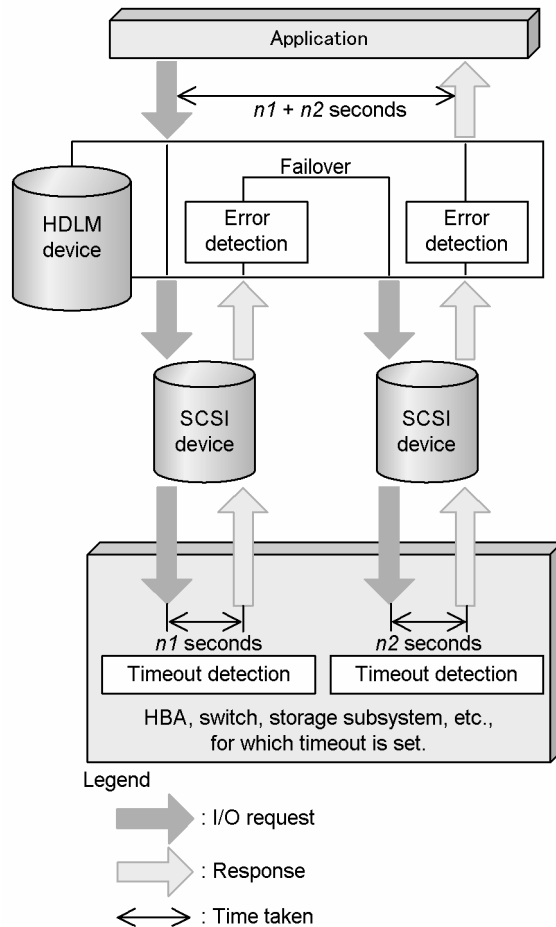 Application
n1 + n2 seconds
Failover
HDLM
device
Error
detection
Error
detection
SCSI
device
SCSI
device
n1 seconds
n2 seconds
Timeout detection
Timeout detection
HBA, switch, storage subsystem, etc.,
for which timeout is set.
Legend
: I/O request
: Response
: Time taken